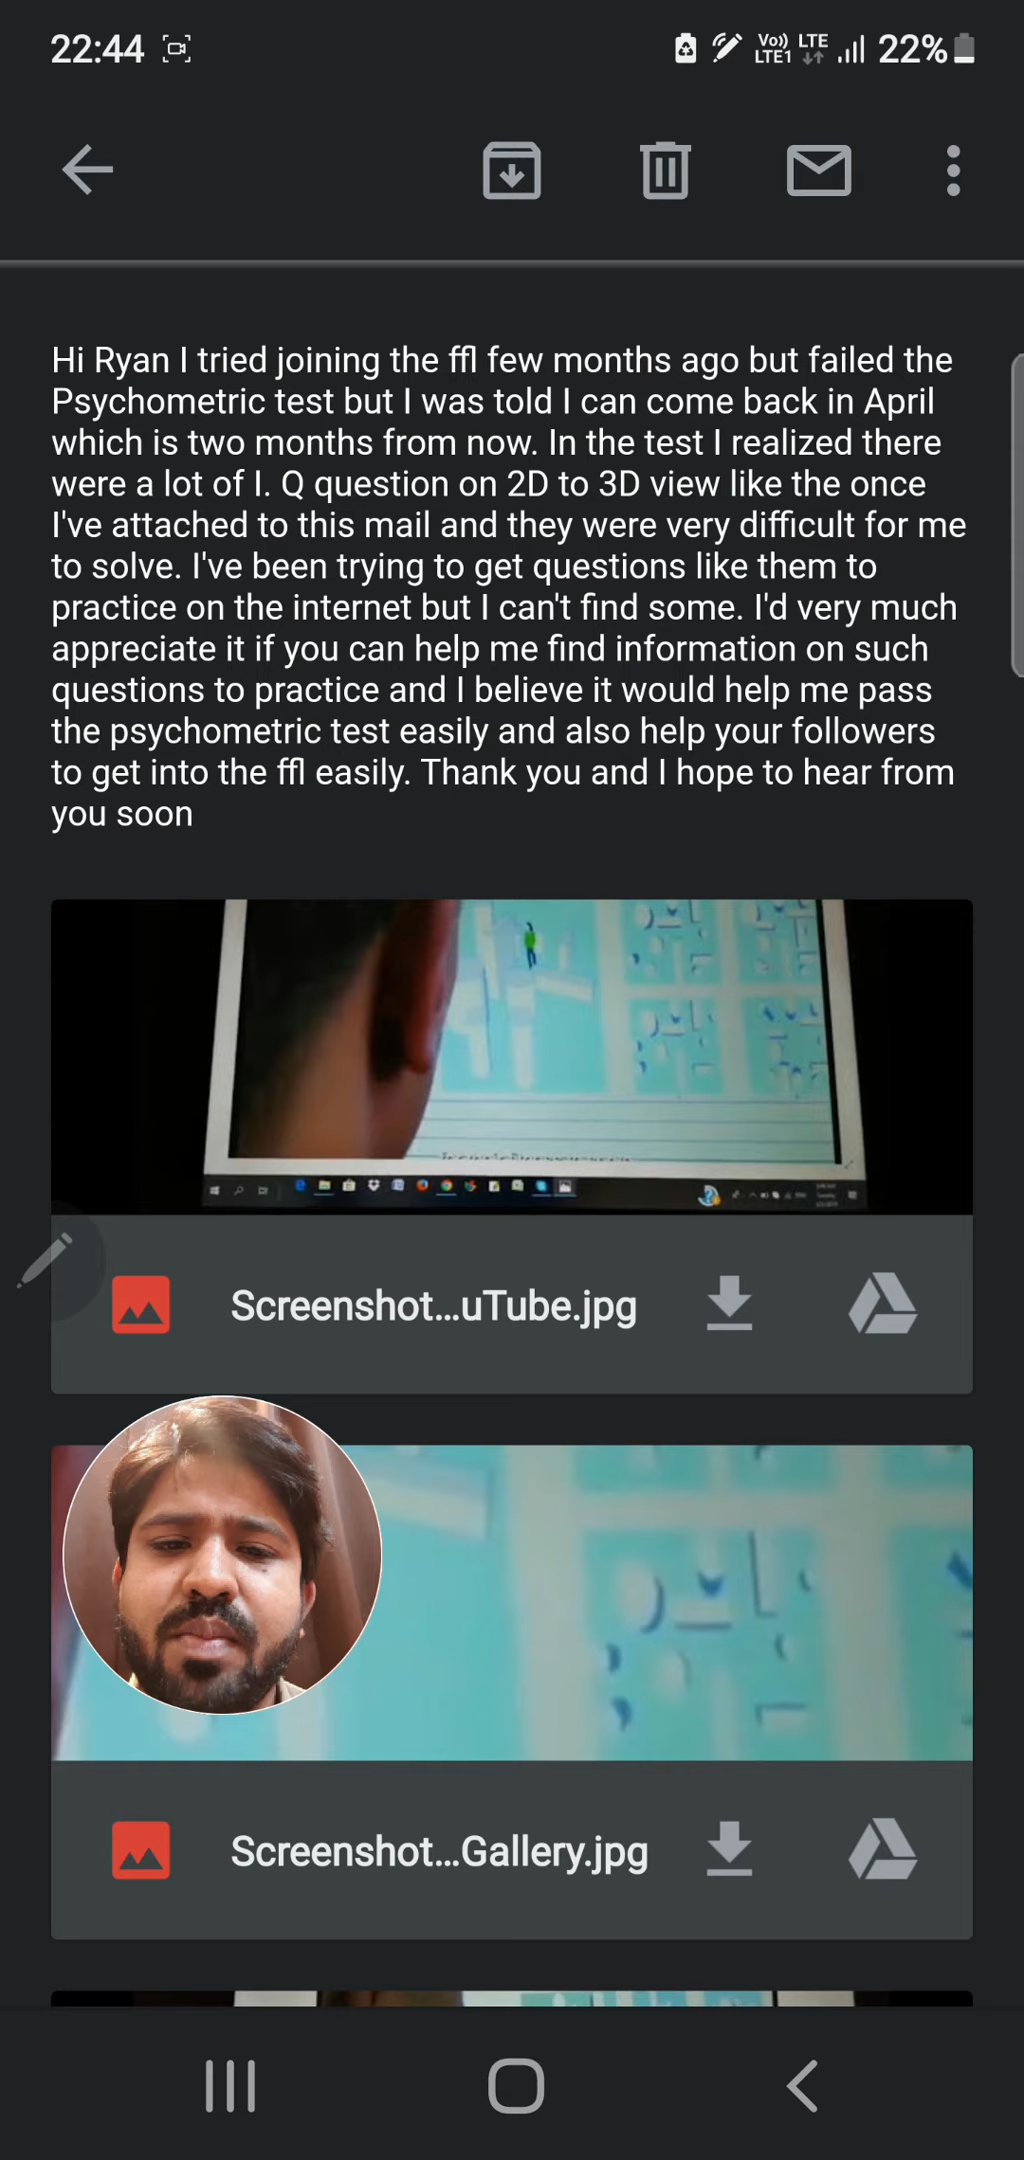 22:44
Vo)) LTE 22%
LTE1
Hi Ryan I tried joining the ffl few months ago but failed the
Psychometric test but I was told I can come back in April
which is two months from now. In the test I realized there
were a lot of I. Q question on 2D to 3D view like the once
I've attached to this mail and they were very difficult for me
to solve. I've been trying to get questions like them to
practice on the internet but I can't find some. I'd very much
appreciate it if you can help me find information on such
questions to practice and I believe it would help me pass
the psychometric test easily and also help your followers
to get into the ffl easily. Thank you and I hope to hear from
you soon
Screenshot...uTube.jpg
Screenshot...Gallery.jpg